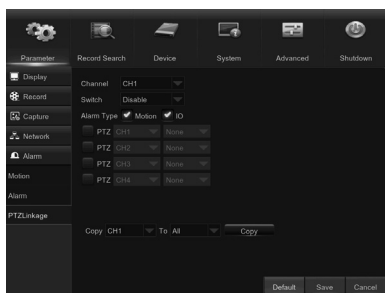 Parameter Record Search Device System Advanced Shutdown
Display
Record
Capture
Network
Alarm
Motion
Alarm
PTZLinkage
Channel CH1
Switch Disable
Alarm Type Motion IO
PTZ CH1 None
PTZ CH2 None
PTZ CH3 None
PTZ CH4 None
Copy CH1 To All Copy
Default Save Cancel